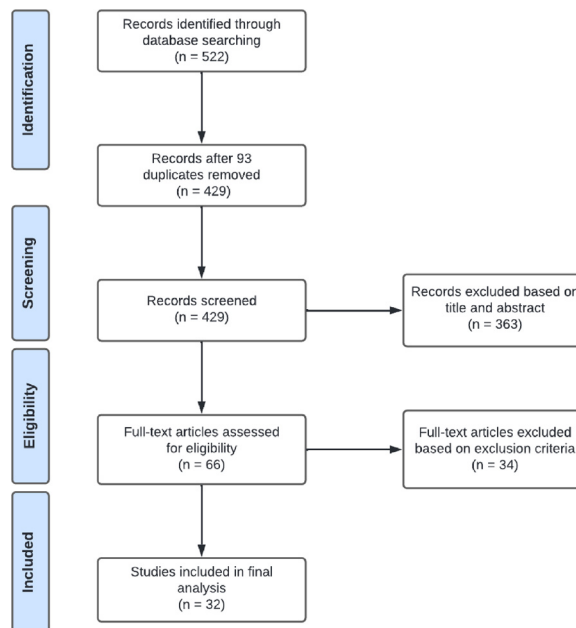 Identification
Records identified through
database searching
(n = 522)
Records after 93
duplicates removed
(n = 429)
Screening
Records screened
(n = 429)
Records excluded based on
title and abstract
(n = 363)
Eligibility
Full-text articles assessed
for eligibility
(n = 66)
Full-text articles excluded
based on exclusion criteria
(n = 34)
Included
Studies included in final
analysis
(n = 32)